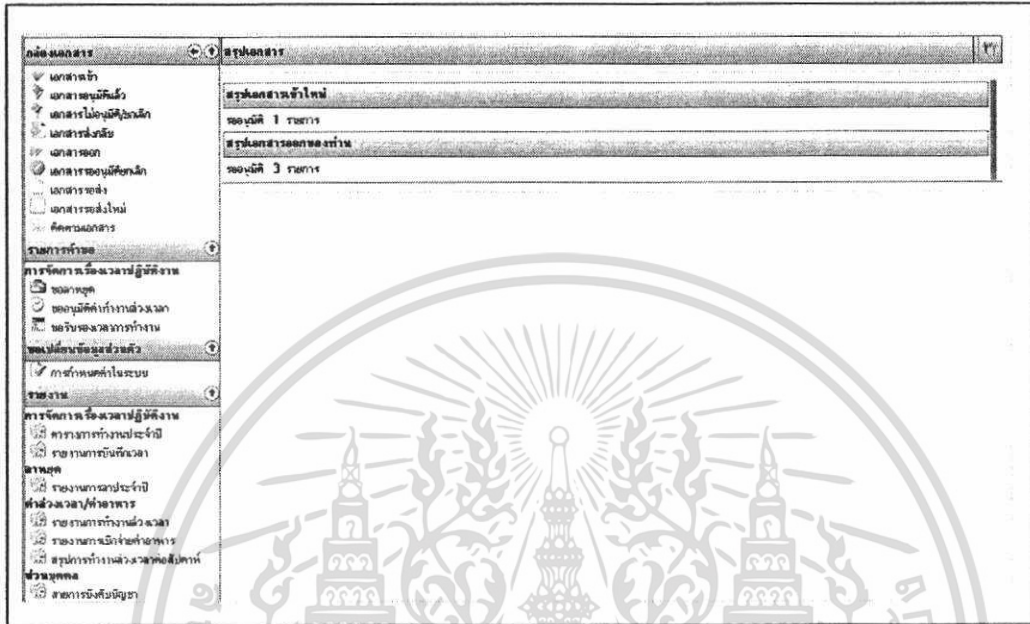 กล่องเอกสาร
เอกสารเข้า
เอกสารอนุมัติแล้ว
เอกสารไม่อนุมัติ/ยกเลิก
เอกสารส่งกลับ
เอกสารออก
เอกสารรออนุมัติยกเลิก
เอกสารรอส่ง
เอกสารรอส่งใหม่
ติดตามเอกสาร
รายการคำขอ
การจัดการเรื่องเวลาปฏิบัติงาน
ขอลาหยุด
ขออนุมัติค่าทำงานล่วงเวลา
ขอรับรองเวลาการทำงาน
ขอเปลี่ยนข้อมูลส่วนตัว
การกำหนดค่าในระบบ
รายงาน
การจัดการเรื่องเวลาปฏิบัติงาน
ตารางการทำงานประจำปี
รายงานการบันทึกเวลา
ลาหยุด
รายงานการลาประจำปี
ค่าล่วงเวลา/ค่าอาหาร
รายงานการทำงานล่วงเวลา
รายงานการเบิกจ่ายค่าอาหาร
สรุปการทำงานล่วงเวลาต่อสัปดาห์
ส่วนบุคคล
สายการบังคับบัญชา
สรุปเอกสาร
สรุปเอกสารเข้าใหม่
รออนุมัติ 1 รายการ
สรุปเอกสารออกของท่าน
รออนุมัติ 3 รายการ